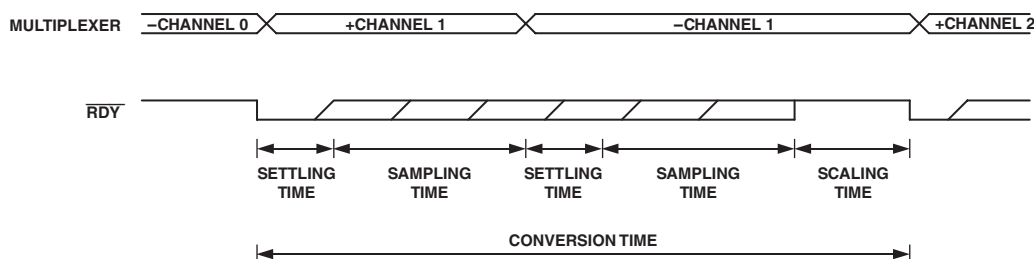 MULTIPLEXER
–CHANNEL 0
+CHANNEL 1
–CHANNEL 1
+CHANNEL 2
RDY
SETTLING
TIME
SAMPLING
TIME
SETTLING
TIME
SAMPLING
TIME
SCALING
TIME
CONVERSION TIME